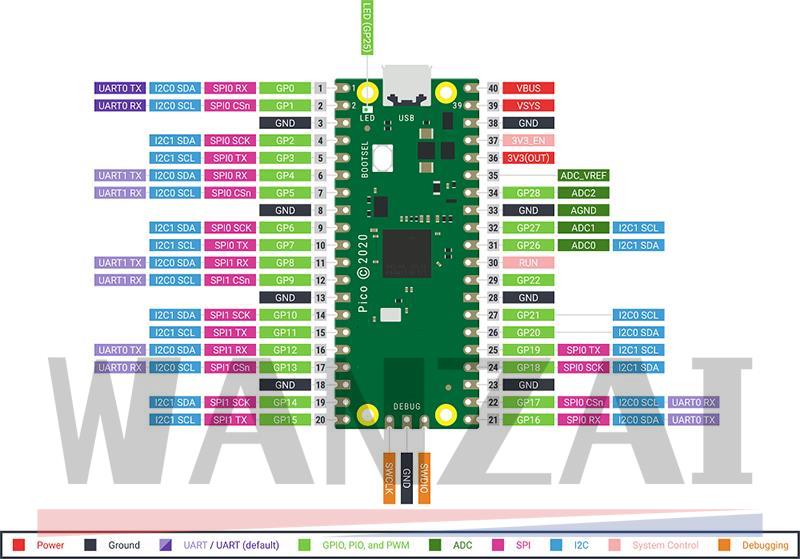 LED (GP25)
UART0 TX I2C0 SDA SPI0 RX GP0 1 1 40 VBUS
UART0 RX I2C0 SCL SPI0 CSn GP1 2 2 39 39 VSYS
LED USB
GND 3 38 GND
I2C1 SDA SPI0 SCK GP2 4 37 3V3_EN
I2C1 SCL SPI0 TX GP3 5 36 3V3(OUT)
BOOTSEL
UART1 TX I2C0 SDA SPI0 RX GP4 6 35 ADC_VREF
UART1 RX I2C0 SCL SPI0 CSn GP5 7 34 GP28 ADC2
GND 8 33 GND AGND
I2C1 SDA SPI0 SCK GP6 9 32 GP27 ADC1 I2C1 SCL
I2C1 SCL SPI0 TX GP7 10 31 GP26 ADC0 I2C1 SDA
Pico © 2020
UART1 TX I2C0 SDA SPI1 RX GP8 11 30 RUN
UART1 RX I2C0 SCL SPI1 CSn GP9 12 29 GP22
GND 13 28 GND
I2C1 SDA SPI1 SCK GP10 14 27 GP21 I2C0 SCL
I2C1 SCL SPI1 TX GP11 15 26 GP20 I2C0 SDA
UART0 TX I2C0 SDA SPI1 RX GP12 16 25 GP19 SPI0 TX I2C1 SCL
UART0 RX I2C0 SCL SPI1 CSn GP13 17 24 GP18 SPI0 SCK I2C1 SDA
GND 18 23 GND
I2C1 SDA SPI1 SCK GP14 19 22 GP17 SPI0 CSn I2C0 SCL UART0 RX
I2C1 SCL SPI1 TX GP15 20 21 GP16 SPI0 RX I2C0 SDA UART0 TX
DEBUG
SWCLK GND SWDIO
WANZAI
Power Ground UART / UART (default) GPIO, PIO, and PWM ADC SPI I2C System Control Debugging